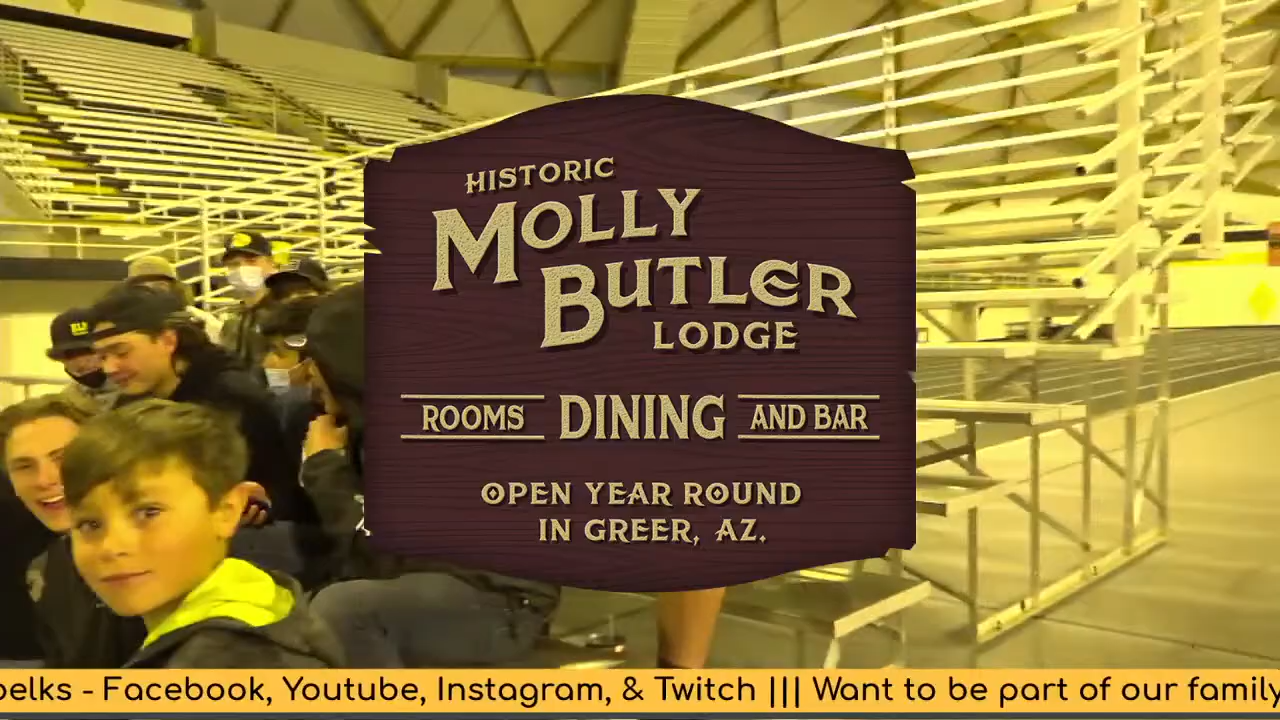 HISTORIC
MOLLY
BUTLER
LODGE
ROOMS DINING AND BAR
OPEN YEAR ROUND
IN GREER, AZ.
elks - Facebook, Youtube, Instagram, & Twitch ||| Want to be part of our family